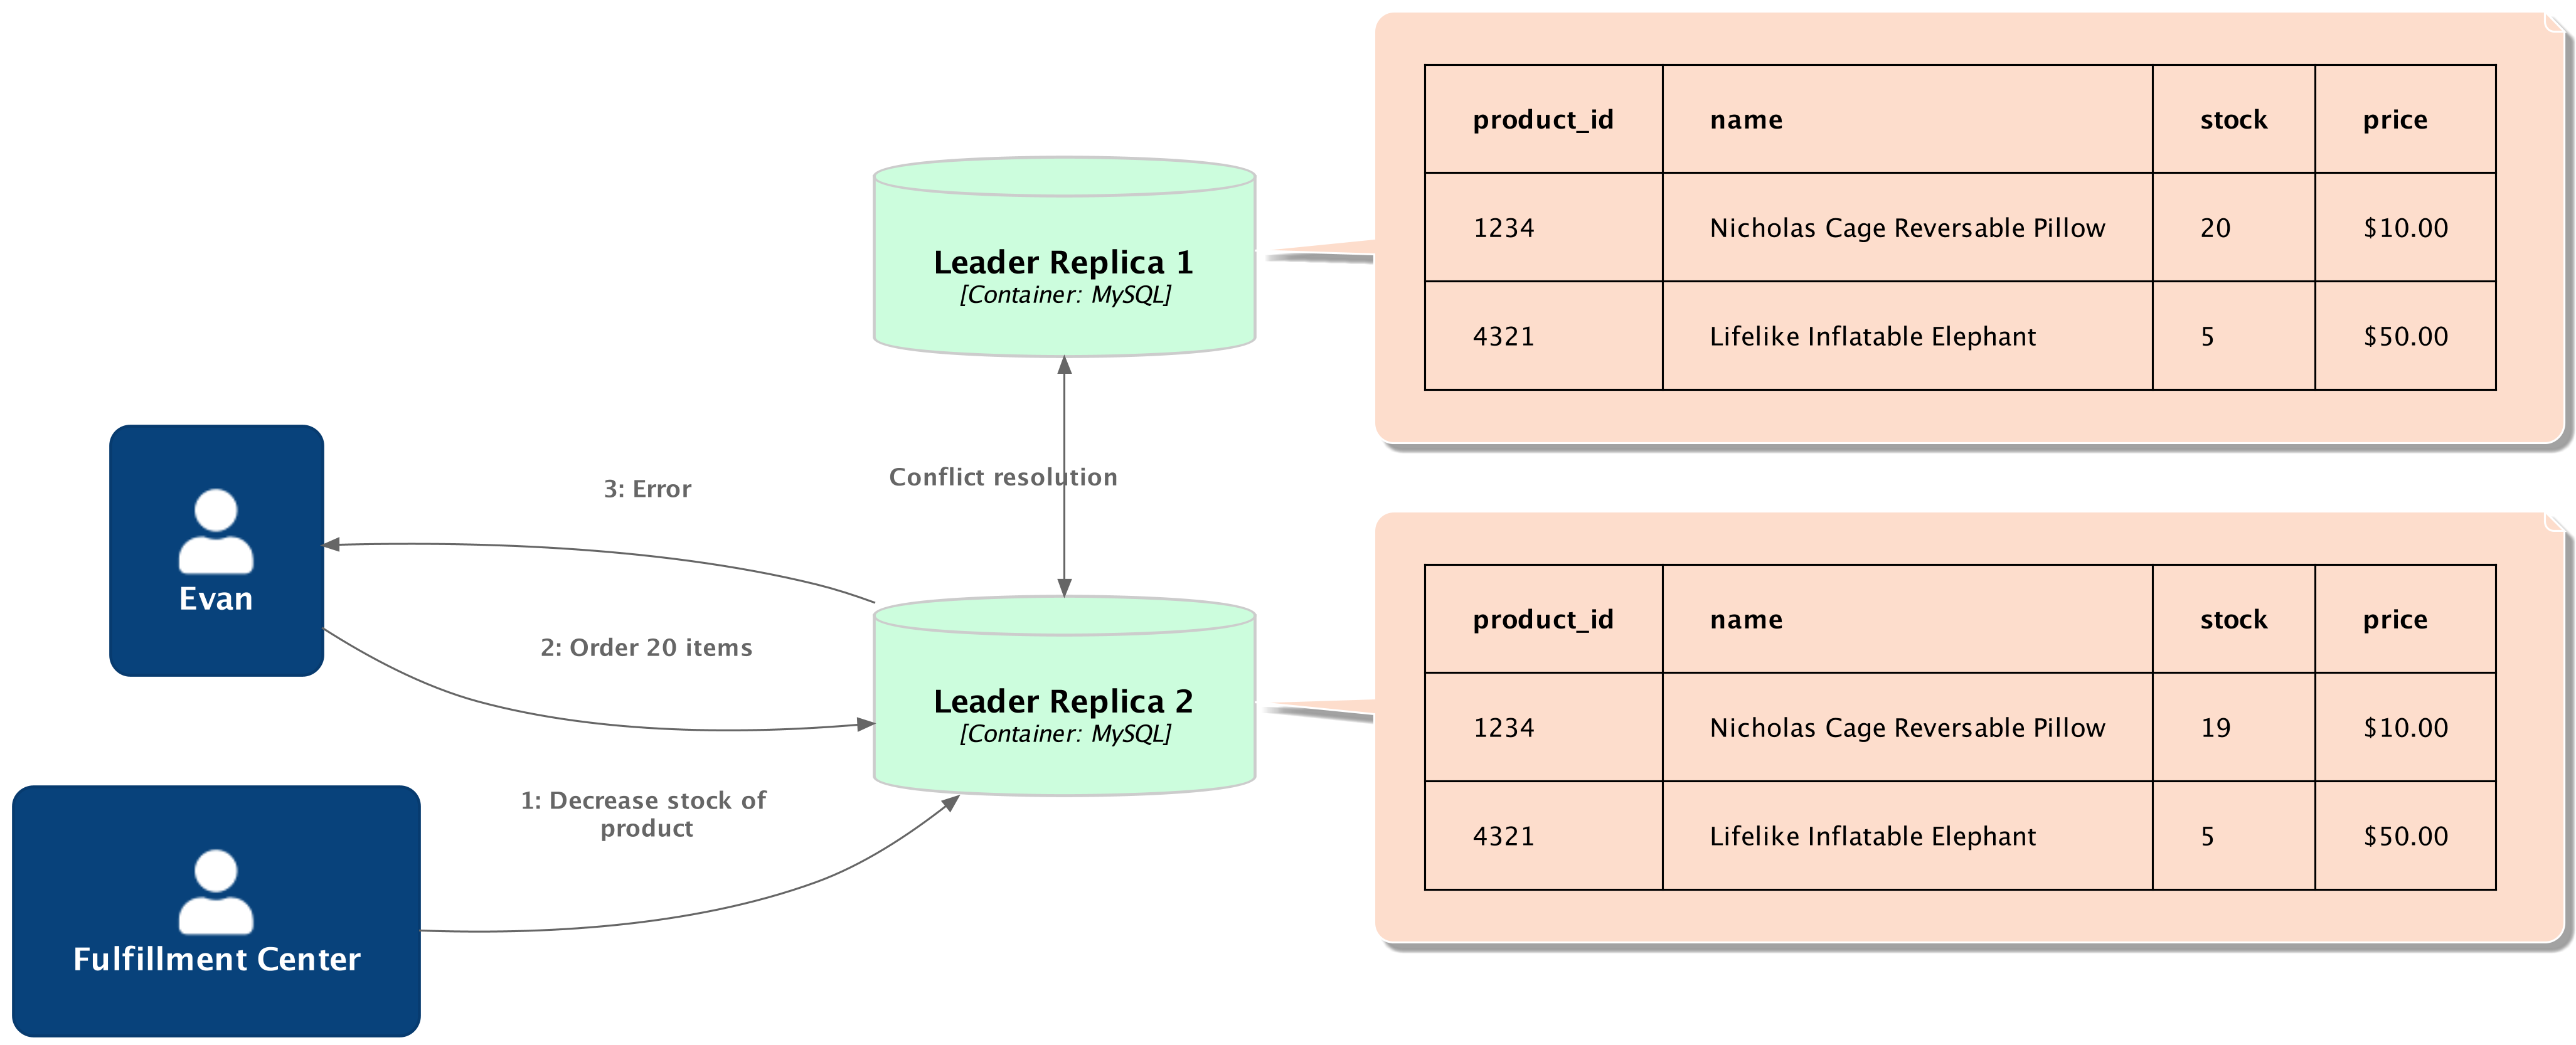 product_id name stock price
1234 Nicholas Cage Reversable Pillow 20 $10.00
4321 Lifelike Inflatable Elephant 5 $50.00
Leader Replica 1
[Container: MySQL]
Conflict resolution
3: Error
Evan
2: Order 20 items
Leader Replica 2
[Container: MySQL]
product_id name stock price
1234 Nicholas Cage Reversable Pillow 19 $10.00
4321 Lifelike Inflatable Elephant 5 $50.00
1: Decrease stock of
product
Fulfillment Center